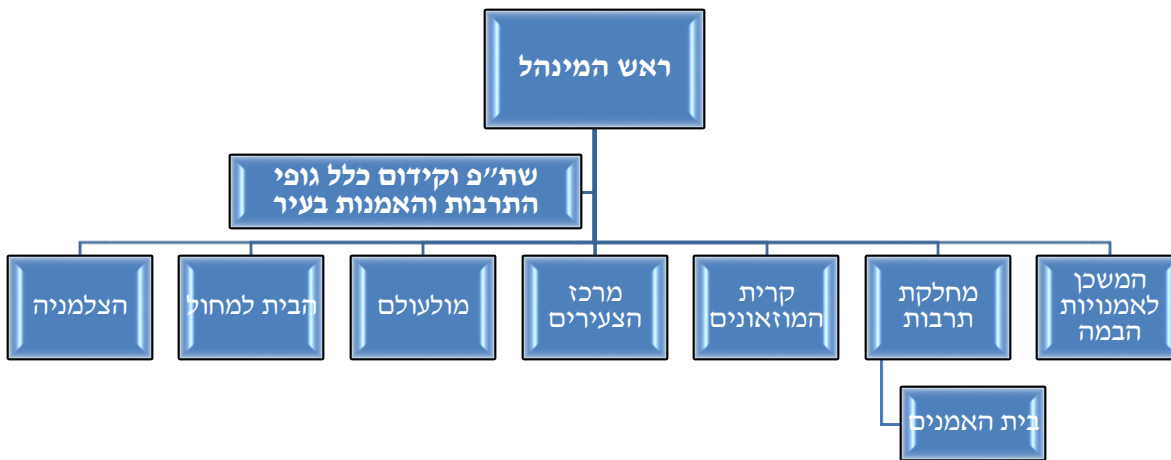 ראש המינהל
שת"פ וקידום כלל גופי
התרבות והאמנות בעיר
המשכן
לאמנויות
הבמה
מחלקת
תרבות
קרית
המוזאונים
מרכז
הצעירים
מולעולם
הבית למחול
הצלמניה
בית האמנים